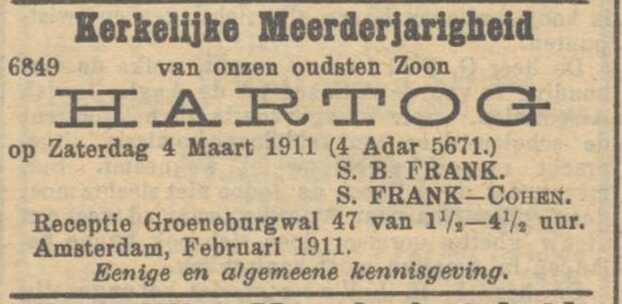 Kerkelijke Meerderjarigheid
6849 van onzen oudsten Zoon
HARTOG
op Zaterdag 4 Maart 1911 (4 Adar 5671.)
S. B FRANK.
S. FRANK—COHEN.
Receptie Groeneburgwal 47 van 1½—4½ uur.
Amsterdam, Februari 1911.
Eenige en algemeene kennisgeving.